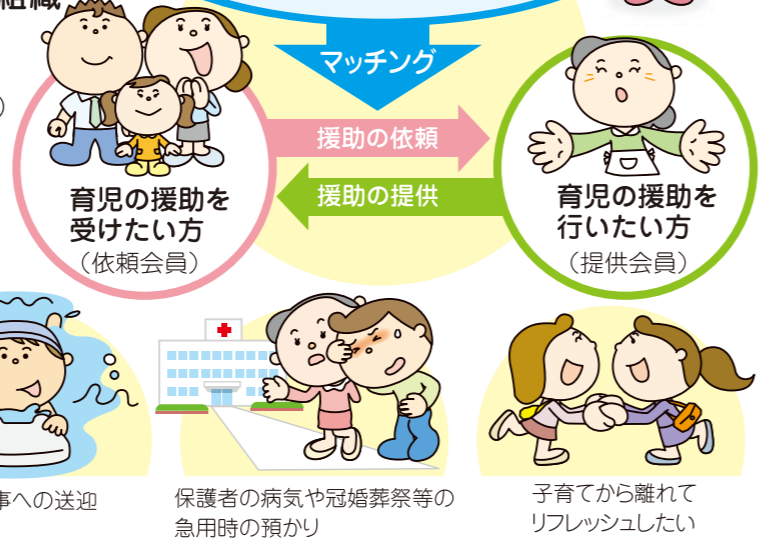 組織
）
マッチング
援助の依頼
援助の提供
育児の援助を
受けたい方
（依頼会員）
育児の援助を
行いたい方
（提供会員）
事への送迎
保護者の病気や冠婚葬祭等の
急用時の預かり
子育てから離れて
リフレッシュしたい